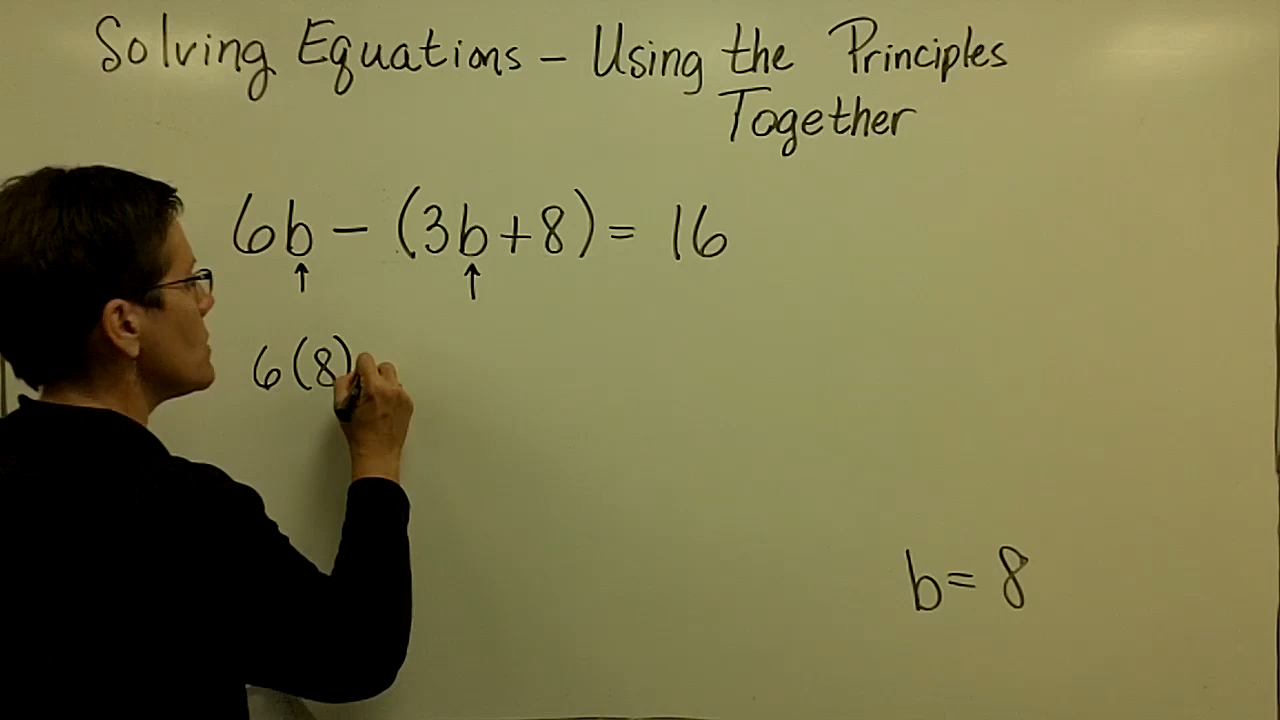 Solving Equations – Using the Principles
Together
6b – (3b+8) = 16
↑ ↑
6(8)
b = 8